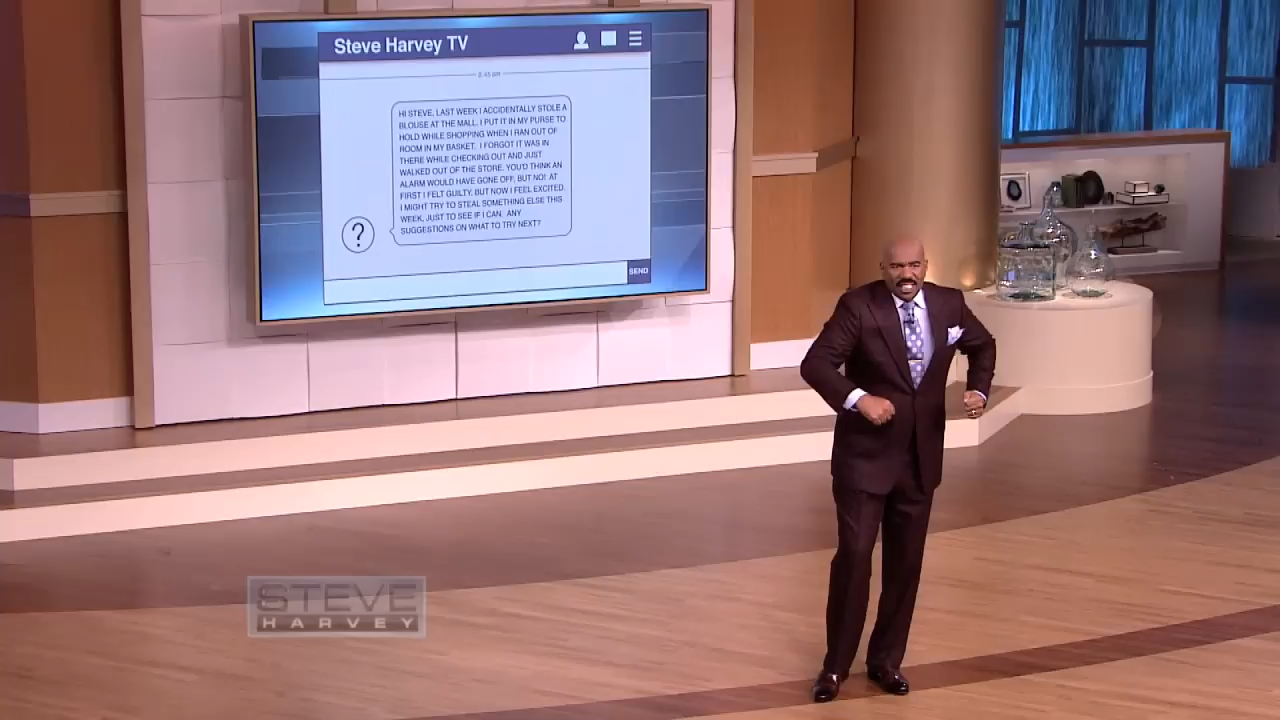 Steve Harvey TV
HI STEVE, LAST WEEK I ACCIDENTALLY STOLE A
BLOUSE AT THE MALL. I PUT IT IN MY PURSE TO
HOLD WHILE SHOPPING WHEN I RAN OUT OF
ROOM IN MY BASKET. I FORGOT IT WAS IN
THERE WHILE CHECKING OUT AND JUST
WALKED OUT OF THE STORE. YOU'D THINK AN
ALARM WOULD HAVE GONE OFF, BUT NO! AT
FIRST I FELT GUILTY, BUT NOW I FEEL EXCITED.
I MIGHT TRY TO STEAL SOMETHING ELSE THIS
WEEK, JUST TO SEE IF I CAN. ANY
SUGGESTIONS ON WHAT TO TRY NEXT?
?
SEND
STEVE
HARVEY